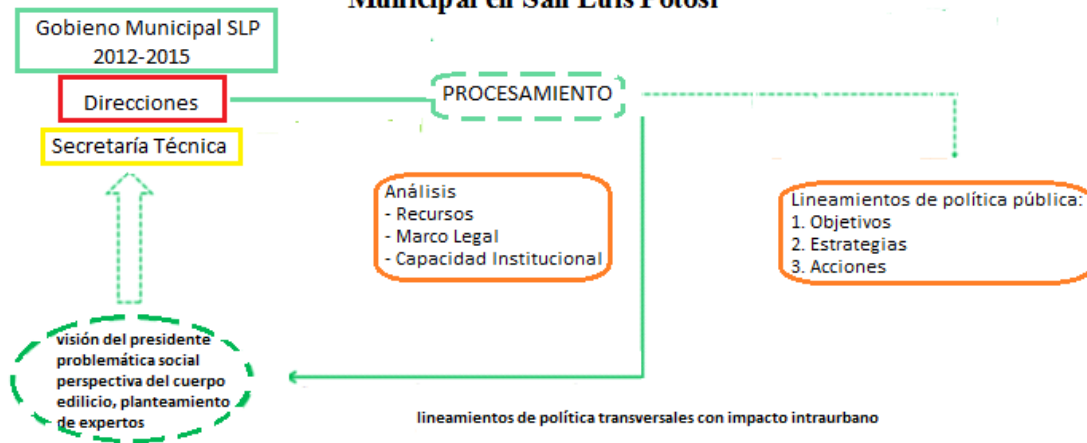 Municipal en San Luis Potosí
Gobieno Municipal SLP
2012-2015
Direcciones
Secretaría Técnica
PROCESAMIENTO
Análisis
- Recursos
- Marco Legal
- Capacidad Institucional
Lineamientos de política pública:
1. Objetivos
2. Estrategias
3. Acciones
visión del presidente
problemática social
perspectiva del cuerpo
edilicio, planteamiento
de expertos
lineamientos de política transversales con impacto intraurbano